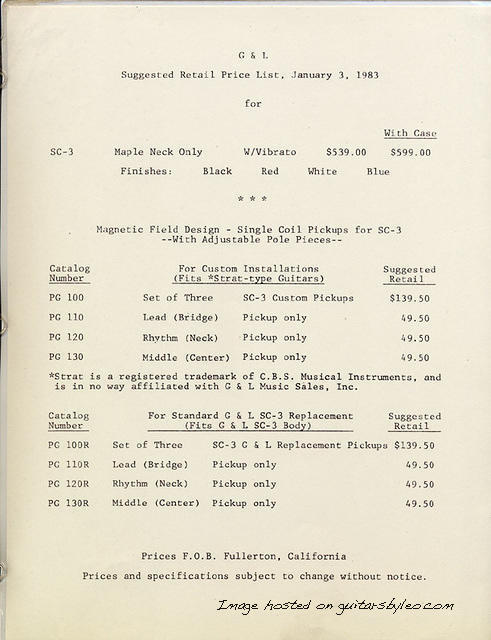 G & L
Suggested Retail Price List, January 3, 1983
for
With Case
SC-3 Maple Neck Only W/Vibrato $539.00 $599.00
Finishes: Black Red White Blue
* * *
Magnetic Field Design - Single Coil Pickups for SC-3
--With Adjustable Pole Pieces--
Catalog For Custom Installations Suggested
Number (Fits *Strat-type Guitars) Retail
PG 100 Set of Three SC-3 Custom Pickups $139.50
PG 110 Lead (Bridge) Pickup only 49.50
PG 120 Rhythm (Neck) Pickup only 49.50
PG 130 Middle (Center) Pickup only 49.50
*Strat is a registered trademark of C.B.S. Musical Instruments, and
is in no way affiliated with G & L Music Sales, Inc.
Catalog For Standard G & L SC-3 Replacement Suggested
Number (Fits G & L SC-3 Body) Retail
PG 100R Set of Three SC-3 G & L Replacement Pickups $139.50
PG 110R Lead (Bridge) Pickup only 49.50
PG 120R Rhythm (Neck) Pickup only 49.50
PG 130R Middle (Center) Pickup only 49.50
Prices F.O.B. Fullerton, California
Prices and specifications subject to change without notice.
Image hosted on guitarsbyleo.com